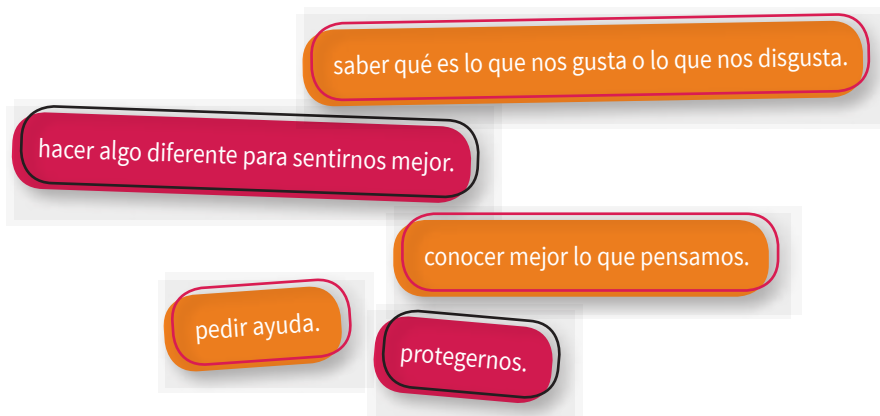 saber qué es lo que nos gusta o lo que nos disgusta.
hacer algo diferente para sentirnos mejor.
conocer mejor lo que pensamos.
pedir ayuda.
protegernos.